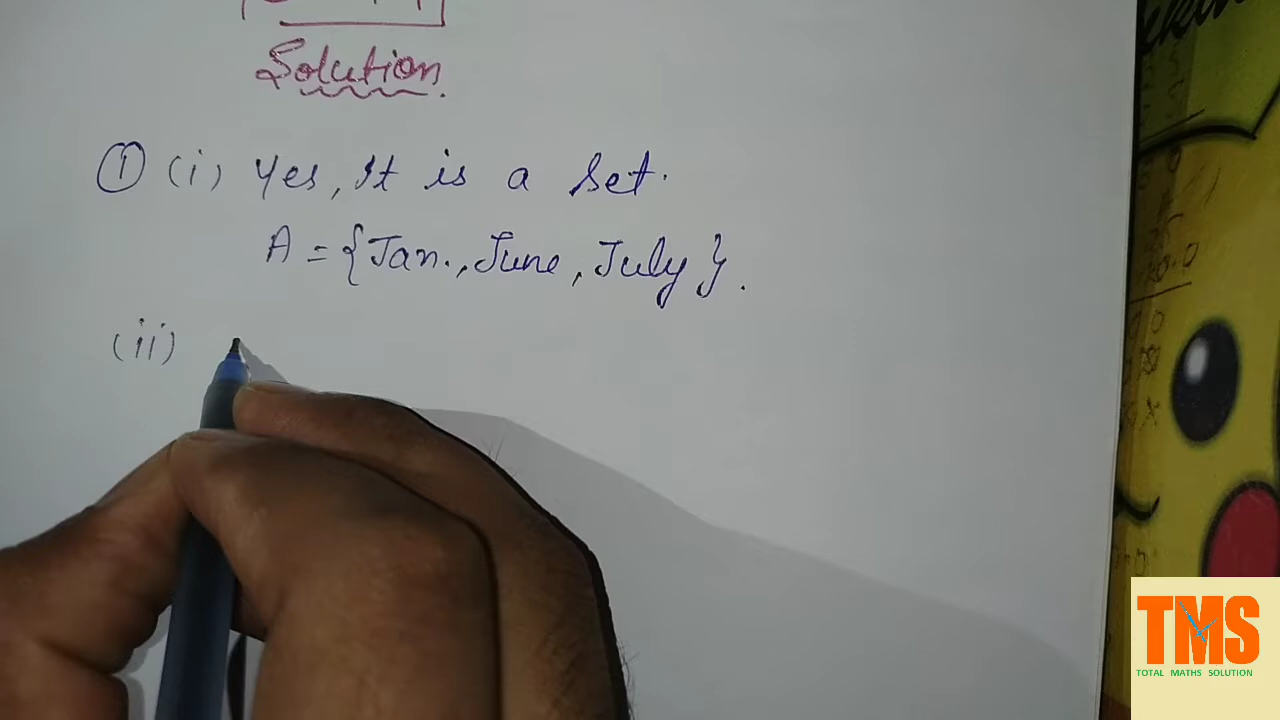 Solution.
① (i) Yes, It is a Set.
A = {Jan., June, July}.
(ii)
TMS
TOTAL MATHS SOLUTION